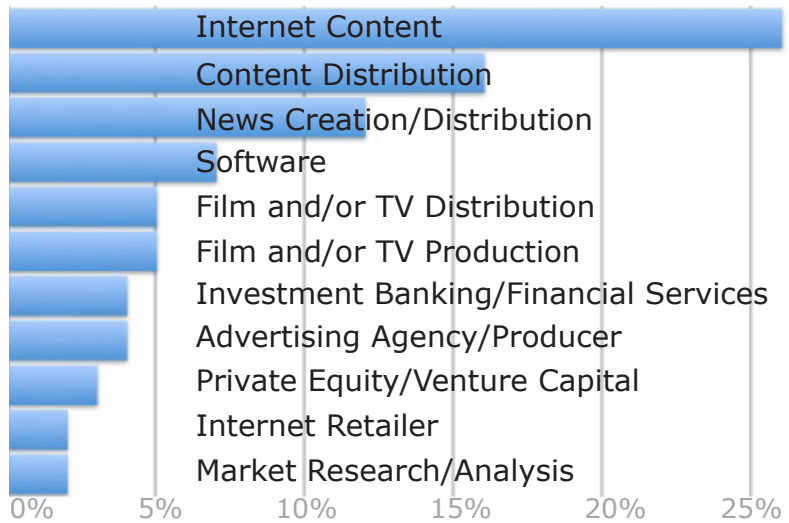 Internet Content
Content Distribution
News Creation/Distribution
Software
Film and/or TV Distribution
Film and/or TV Production
Investment Banking/Financial Services
Advertising Agency/Producer
Private Equity/Venture Capital
Internet Retailer
Market Research/Analysis
0% 5% 10% 15% 20% 25%